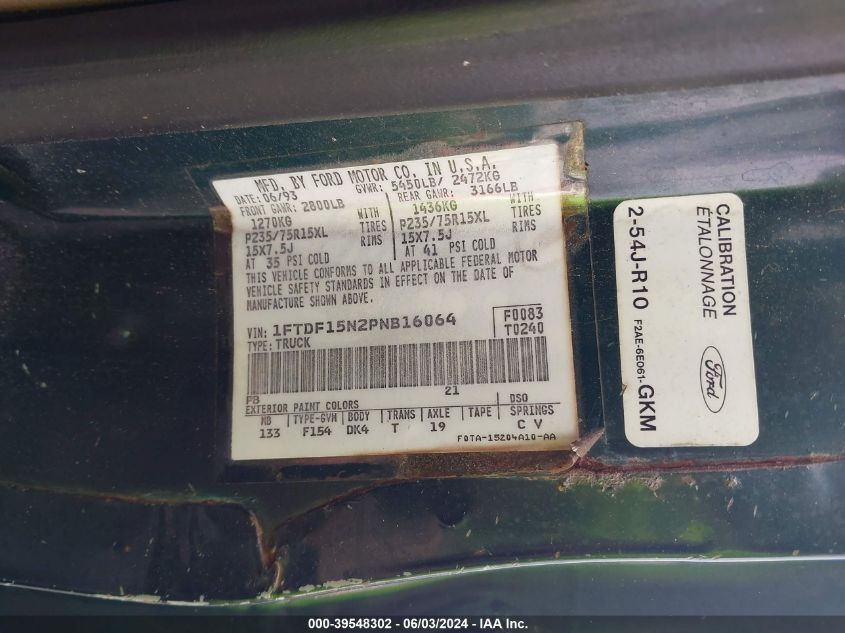 MFD. BY FORD MOTOR CO. IN U.S.A.
DATE: 06/93 GVWR: 5450LB/ 2472KG
FRONT GAWR: 2800LB REAR GAWR: 3166LB
1270KG WITH 1436KG WITH
P235/75R15XL TIRES P235/75R15XL TIRES
15X7.5J RIMS 15X7.5J RIMS
AT 35 PSI COLD AT 41 PSI COLD
THIS VEHICLE CONFORMS TO ALL APPLICABLE FEDERAL MOTOR
VEHICLE SAFETY STANDARDS IN EFFECT ON THE DATE OF
MANUFACTURE SHOWN ABOVE.
VIN: 1FTDF15N2PNB16064 F0083
TYPE: TRUCK T0240
PB 21
EXTERIOR PAINT COLORS DSO
WB TYPE-GVW BODY TRANS AXLE TAPE SPRINGS
133 F154 DK4 T 19 C V
F0TA-15204A10-AA
CALIBRATION
ÉTALONNAGE
2-54J-R10
F2AE-6E061-GKM
Ford
000-39548302 - 06/03/2024 - IAA Inc.